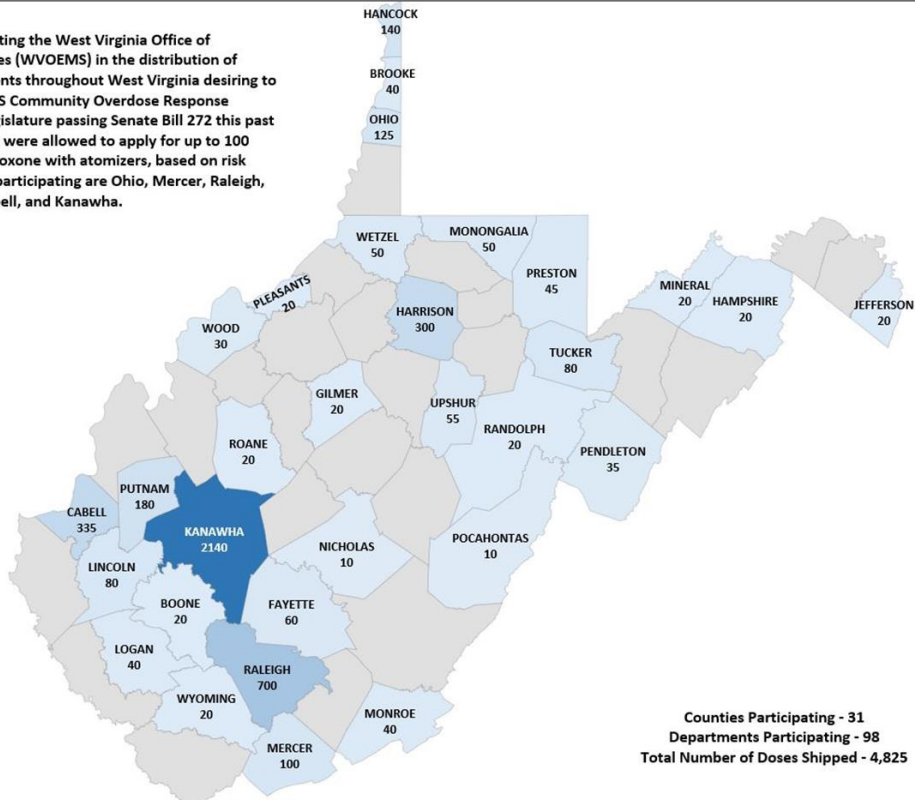 ting the West Virginia Office of
es (WVOEMS) in the distribution of
nts throughout West Virginia desiring to
S Community Overdose Response
gislature passing Senate Bill 272 this past
were allowed to apply for up to 100
oxone with atomizers, based on risk
participating are Ohio, Mercer, Raleigh,
ell, and Kanawha.
HANCOCK
140
BROOKE
40
OHIO
125
WETZEL
50
MONONGALIA
50
PRESTON
45
PLEASANTS
20
WOOD
30
HARRISON
300
MINERAL
20
HAMPSHIRE
20
JEFFERSON
20
TUCKER
80
GILMER
20
UPSHUR
55
RANDOLPH
20
ROANE
20
PENDLETON
35
PUTNAM
180
CABELL
335
KANAWHA
2140
NICHOLAS
10
POCAHONTAS
10
LINCOLN
80
BOONE
20
FAYETTE
60
LOGAN
40
RALEIGH
700
WYOMING
20
MONROE
40
MERCER
100
Counties Participating - 31
Departments Participating - 98
Total Number of Doses Shipped - 4,825